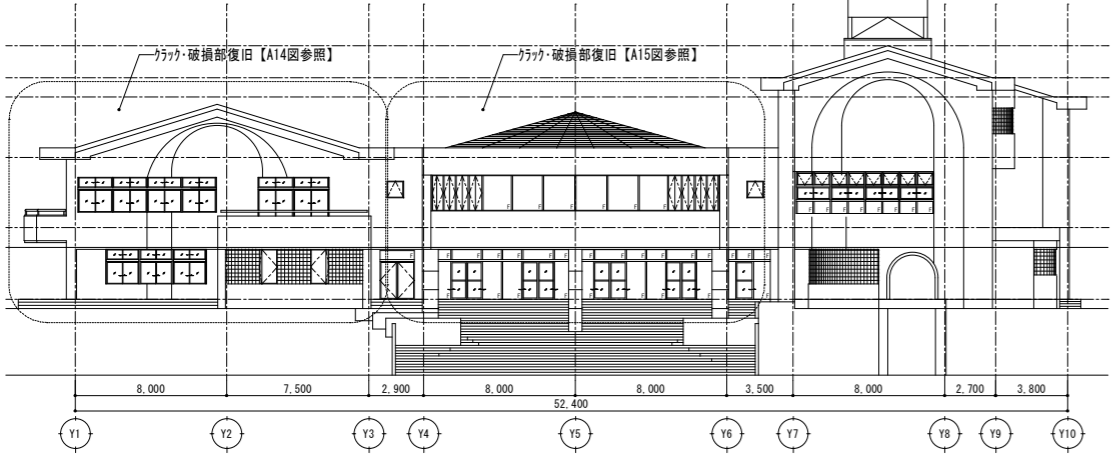 クラック・破損部復旧【A14図参照】
クラック・破損部復旧【A15図参照】
8,000 7,500 2,900 8,000 8,000 3,500 8,000 2,700 3,800
52,400
Y1 Y2 Y3 Y4 Y5 Y6 Y7 Y8 Y9 Y10